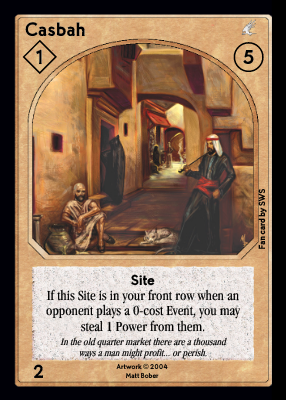 Casbah
1
5
Fan card by SWS
Site
If this Site is in your front row when an
opponent plays a 0-cost Event, you may
steal 1 Power from them.
In the old quarter market there are a thousand
ways a man might profit... or perish.
2
Artwork © 2004
Matt Bober